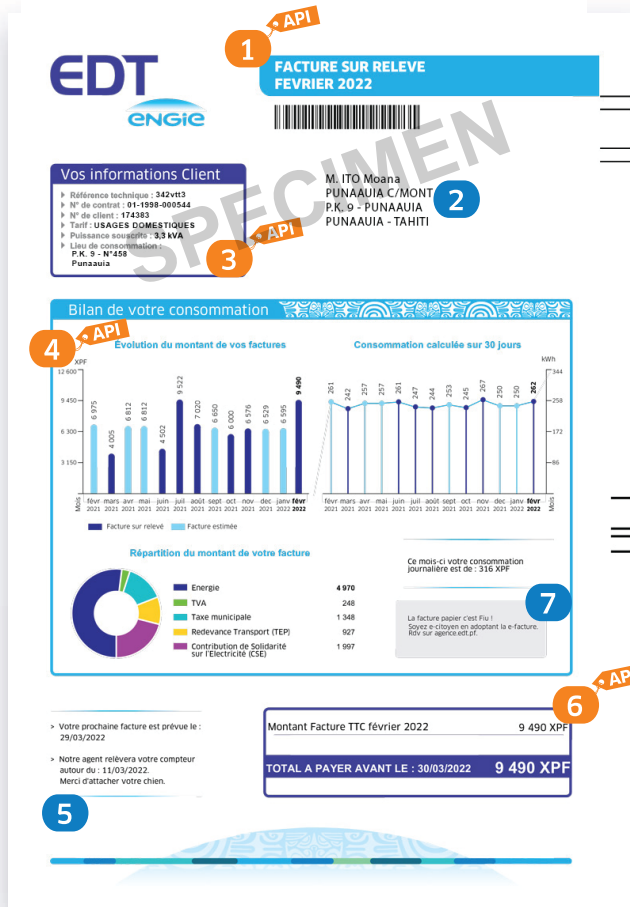 API
1
EDT
ENGIE
FACTURE SUR RELEVE
FEVRIER 2022
SPECIMEN
Vos informations Client
Référence technique : 342vtt3
N° de contrat : 01-1998-000544
N° de client : 174383
Tarif : USAGES DOMESTIQUES
Puissance souscrite : 3,3 kVA
Lieu de consommation :
P.K. 9 - N°458
Punaauia
3
API
M. ITO Moana
PUNAAUIA C/MONT
P.K. 9 - PUNAAUIA
PUNAAUIA - TAHITI
2
Bilan de votre consommation
4
API
Évolution du montant de vos factures
XPF
12 600
9 450
6 300
3 150
6 975
4 005
6 812
6 812
4 502
9 522
7 020
6 650
6 000
6 576
6 529
6 595
9 490
Mois
févr mars avr mai juin juil août sept oct nov dec janv févr
2021 2021 2021 2021 2021 2021 2021 2021 2021 2021 2021 2022 2022
Facture sur relevé
Facture estimée
Consommation calculée sur 30 jours
kWh
344
258
172
86
261
242
257
257
261
247
244
253
245
267
250
250
262
févr mars avr mai juin juil août sept oct nov dec janv févr
2021 2021 2021 2021 2021 2021 2021 2021 2021 2021 2021 2022 2022
Mois
Répartition du montant de votre facture
Energie 4 970
TVA 248
Taxe municipale 1 348
Redevance Transport (TEP) 927
Contribution de Solidarité
sur l'Electricité (CSE) 1 997
Ce mois-ci votre consommation
journalière est de : 316 XPF
7
La facture papier c'est Fiu !
Soyez e-citoyen en adoptant la e-facture.
Rdv sur agence.edt.pf.
> Votre prochaine facture est prévue le :
29/03/2022
> Notre agent relèvera votre compteur
autour du : 11/03/2022.
Merci d'attacher votre chien.
5
6
API
Montant Facture TTC février 2022 9 490 XPF
TOTAL A PAYER AVANT LE : 30/03/2022 9 490 XPF